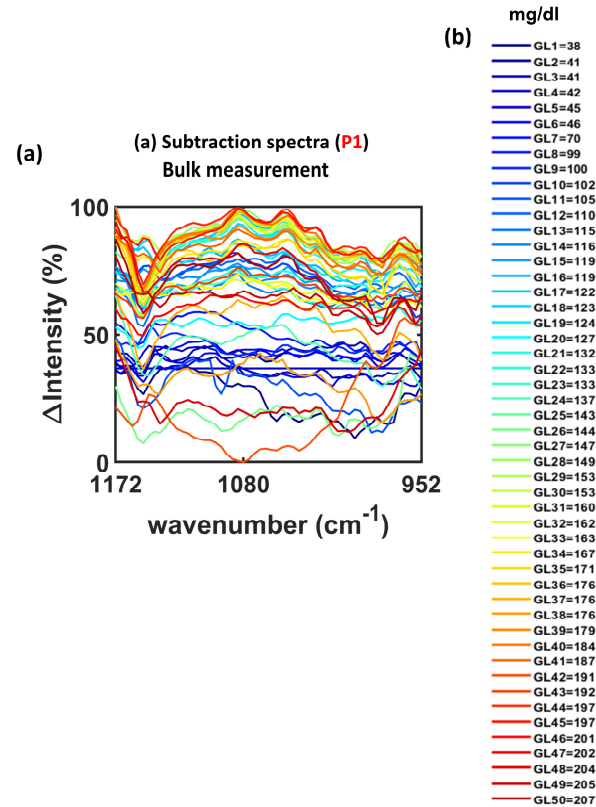 mg/dl
(b)
(a)
(a) Subtraction spectra (P1)
Bulk measurement
100
50
0
ΔIntensity (%)
1172
1080
952
wavenumber (cm-1)
GL1=38
GL2=41
GL3=41
GL4=42
GL5=45
GL6=46
GL7=70
GL8=99
GL9=100
GL10=102
GL11=105
GL12=110
GL13=115
GL14=116
GL15=119
GL16=119
GL17=122
GL18=123
GL19=124
GL20=127
GL21=132
GL22=133
GL23=133
GL24=137
GL25=143
GL26=144
GL27=147
GL28=149
GL29=153
GL30=153
GL31=160
GL32=162
GL33=163
GL34=167
GL35=171
GL36=176
GL37=176
GL38=176
GL39=179
GL40=184
GL41=187
GL42=191
GL43=192
GL44=197
GL45=197
GL46=201
GL47=202
GL48=204
GL49=205
GL50=207